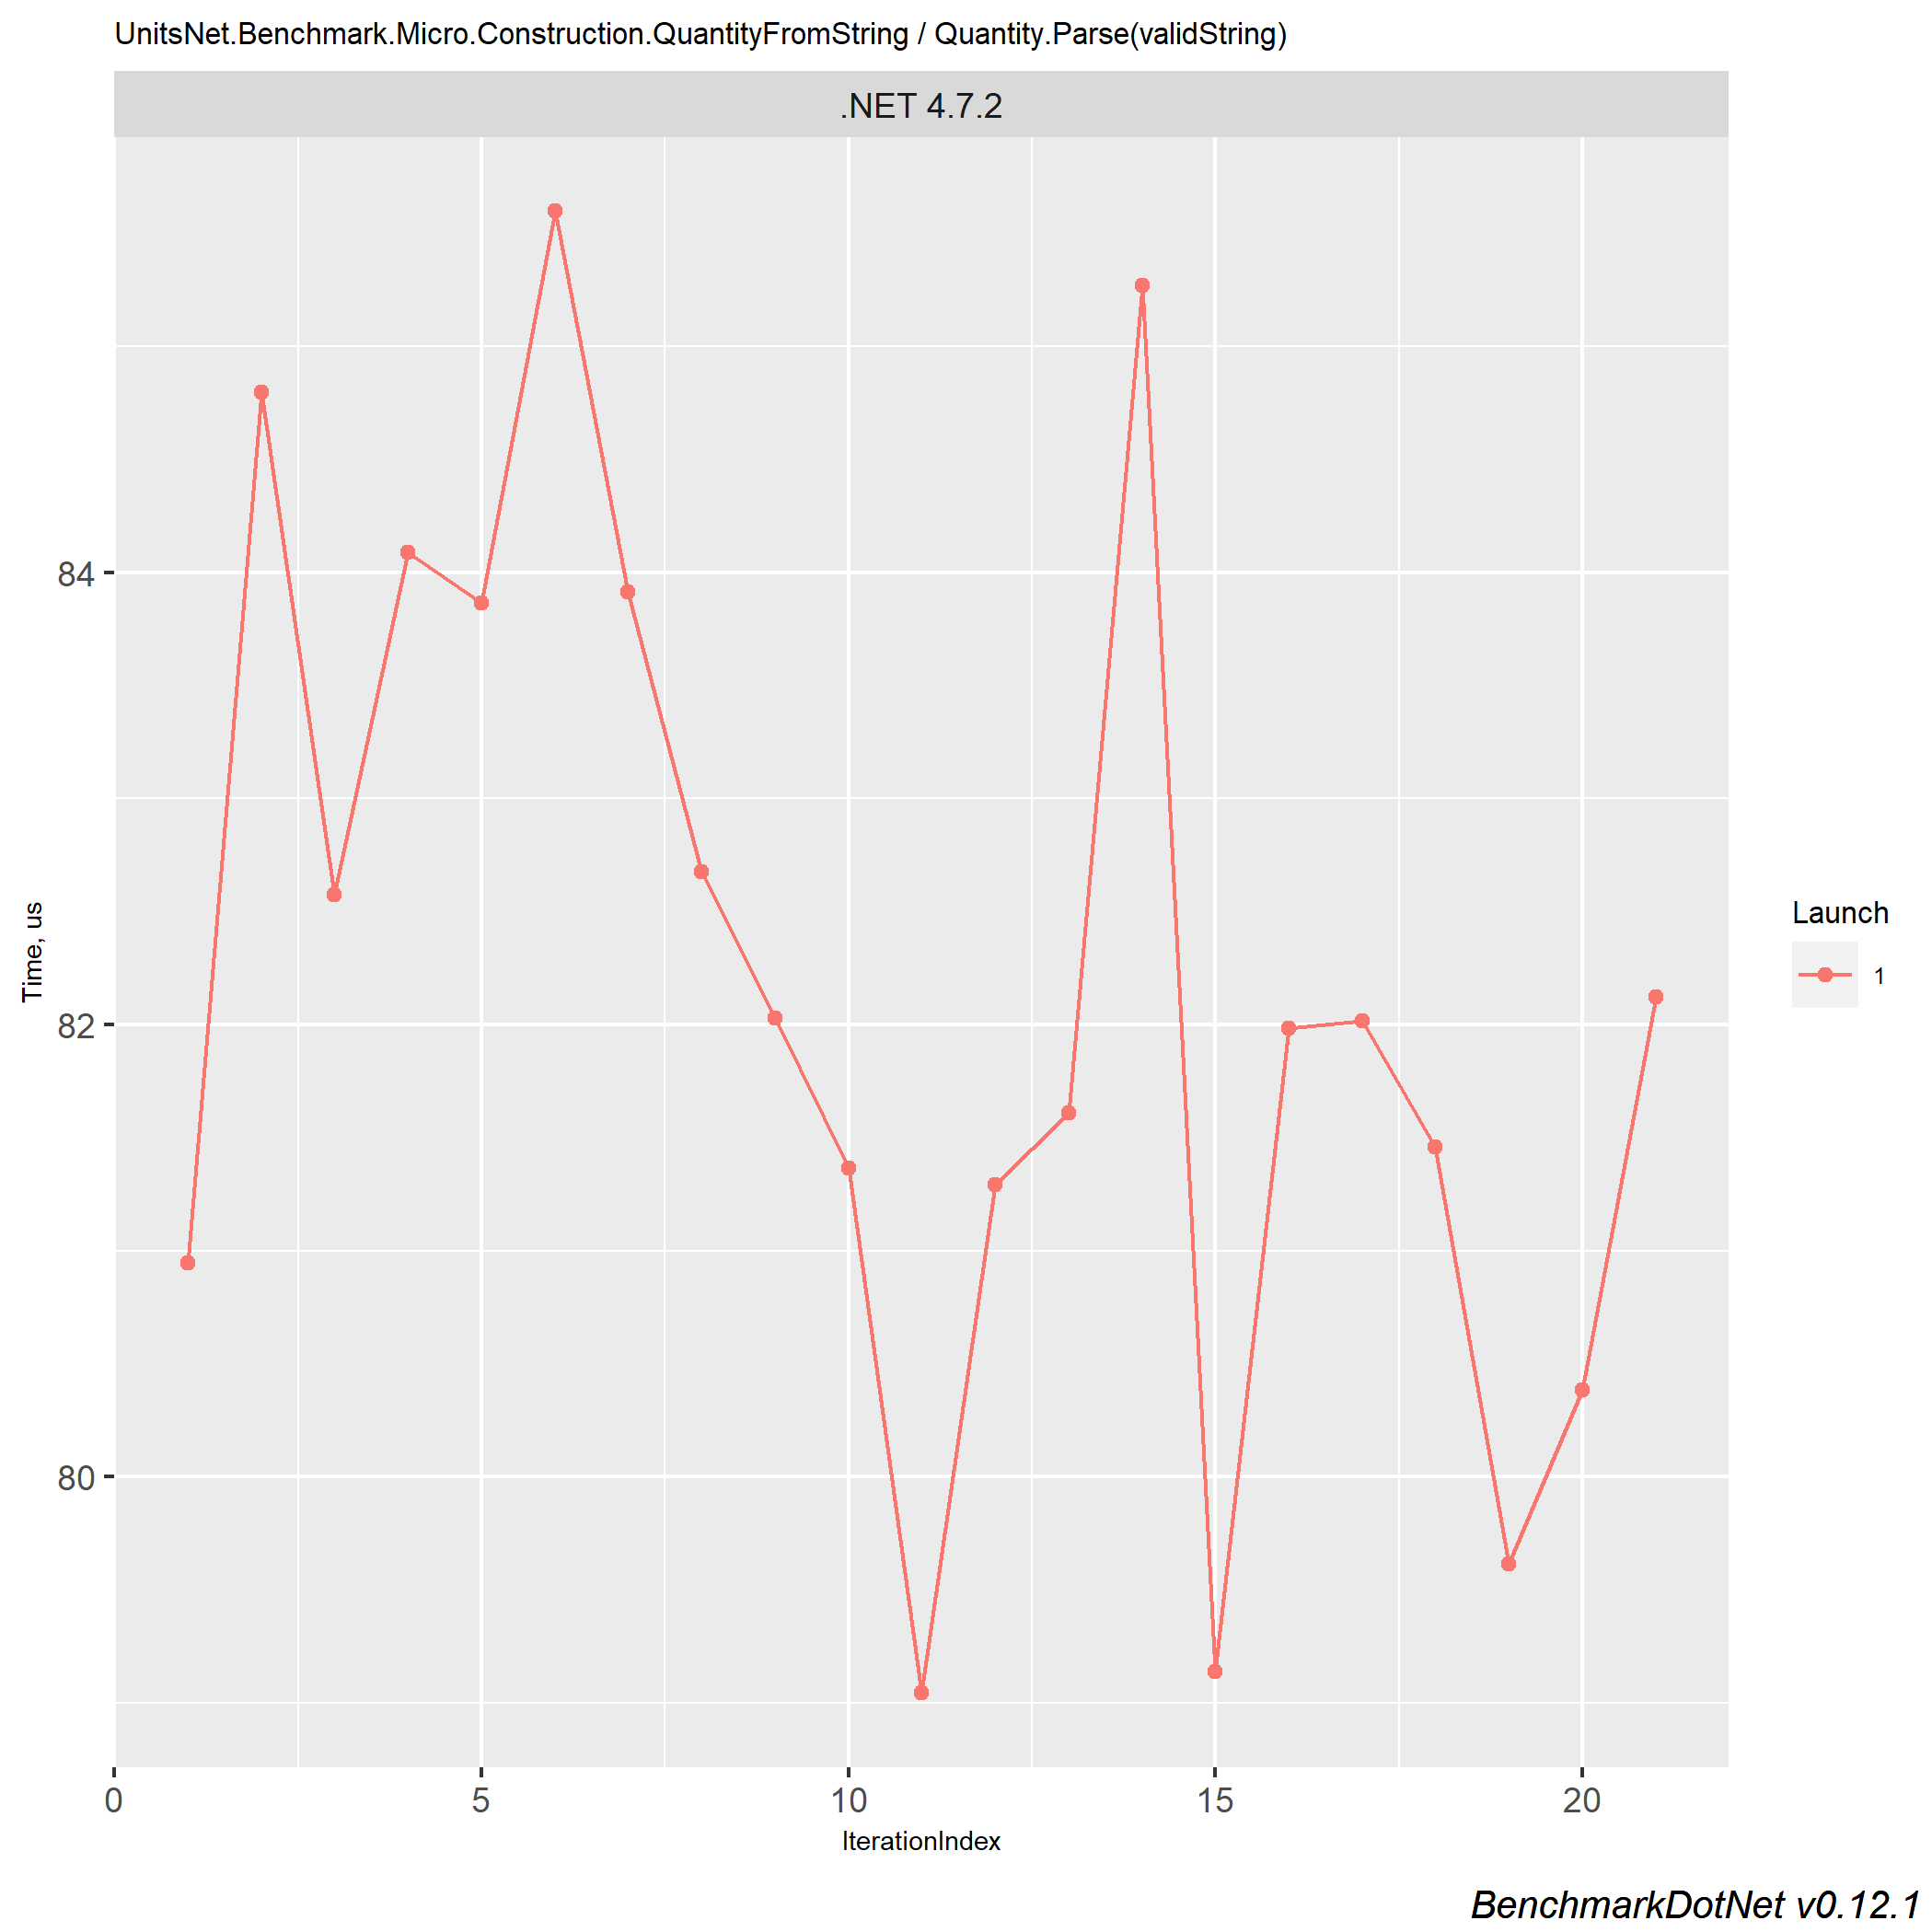 UnitsNet.Benchmark.Micro.Construction.QuantityFromString / Quantity.Parse(validString)
.NET 4.7.2
84
82
80
Time, us
0 5 10 15 20
IterationIndex
Launch
1
BenchmarkDotNet v0.12.1